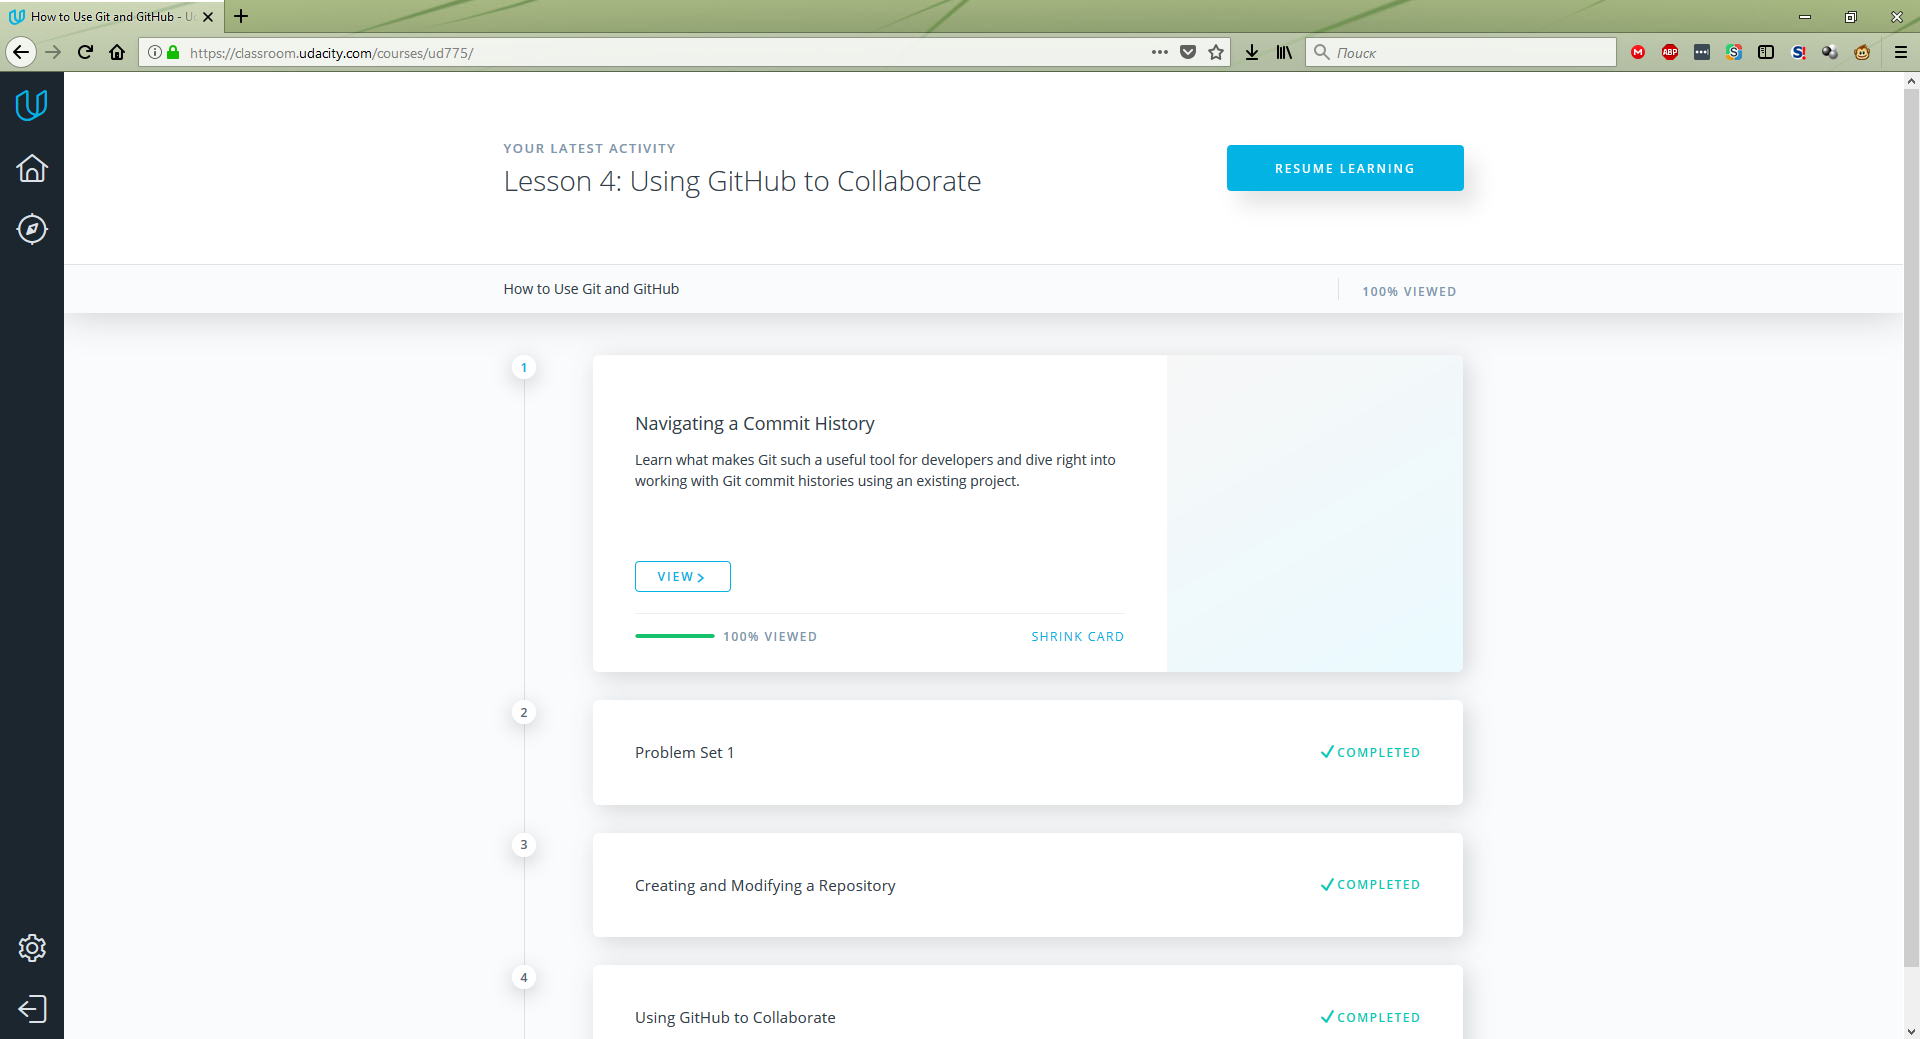 How to Use Git and GitHub - U
https://classroom.udacity.com/courses/ud775/
Поиск
ABP
YOUR LATEST ACTIVITY
Lesson 4: Using GitHub to Collaborate
RESUME LEARNING
How to Use Git and GitHub
100% VIEWED
1
Navigating a Commit History
Learn what makes Git such a useful tool for developers and dive right into
working with Git commit histories using an existing project.
VIEW
100% VIEWED
SHRINK CARD
2
Problem Set 1
COMPLETED
3
Creating and Modifying a Repository
COMPLETED
4
Using GitHub to Collaborate
COMPLETED